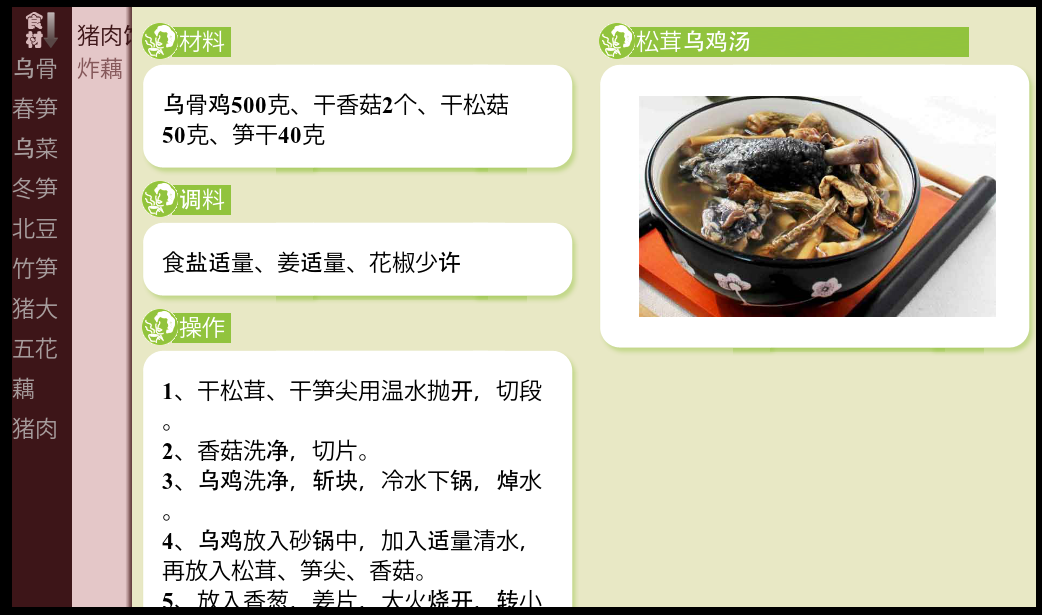 食材
乌骨
春笋
乌菜
冬笋
北豆
竹笋
猪大
五花
藕
猪肉
猪肉饣
炸藕
材料
乌骨鸡500克、干香菇2个、干松菇
50克、笋干40克
调料
食盐适量、姜适量、花椒少许
操作
1、干松茸、干笋尖用温水抛开，切段
。
2、香菇洗净，切片。
3、乌鸡洗净，斩块，冷水下锅，焯水
。
4、乌鸡放入砂锅中，加入适量清水，
再放入松茸、笋尖、香菇。
5、放入香葱、姜片，大火烧开，转小
松茸乌鸡汤